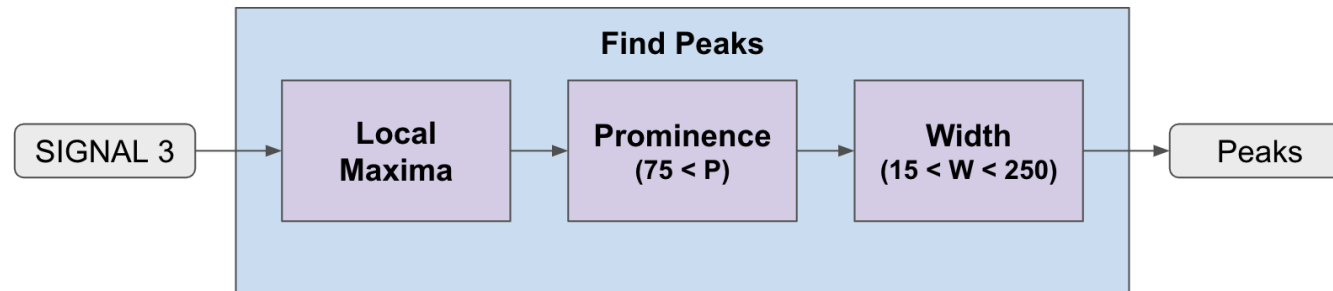 Find Peaks
SIGNAL 3
Local
Maxima
Prominence
(75 < P)
Width
(15 < W < 250)
Peaks